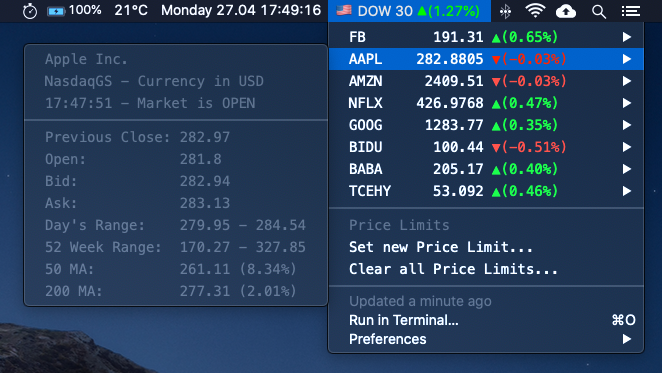 100% 21°C Monday 27.04 17:49:16 DOW 30 ▲(1.27%)
Apple Inc.
NasdaqGS – Currency in USD
17:47:51 – Market is OPEN
Previous Close: 282.97
Open: 281.8
Bid: 282.94
Ask: 283.13
Day's Range: 279.95 – 284.54
52 Week Range: 170.27 – 327.85
50 MA: 261.11 (8.34%)
200 MA: 277.31 (2.01%)
FB 191.31 ▲(0.65%)
AAPL 282.8805 ▼(-0.03%)
AMZN 2409.51 ▼(-0.03%)
NFLX 426.9768 ▲(0.47%)
GOOG 1283.77 ▲(0.35%)
BIDU 100.44 ▼(-0.51%)
BABA 205.17 ▲(0.40%)
TCEHY 53.092 ▲(0.46%)
Price Limits
Set new Price Limit...
Clear all Price Limits...
Updated a minute ago
Run in Terminal... ⌘O
Preferences